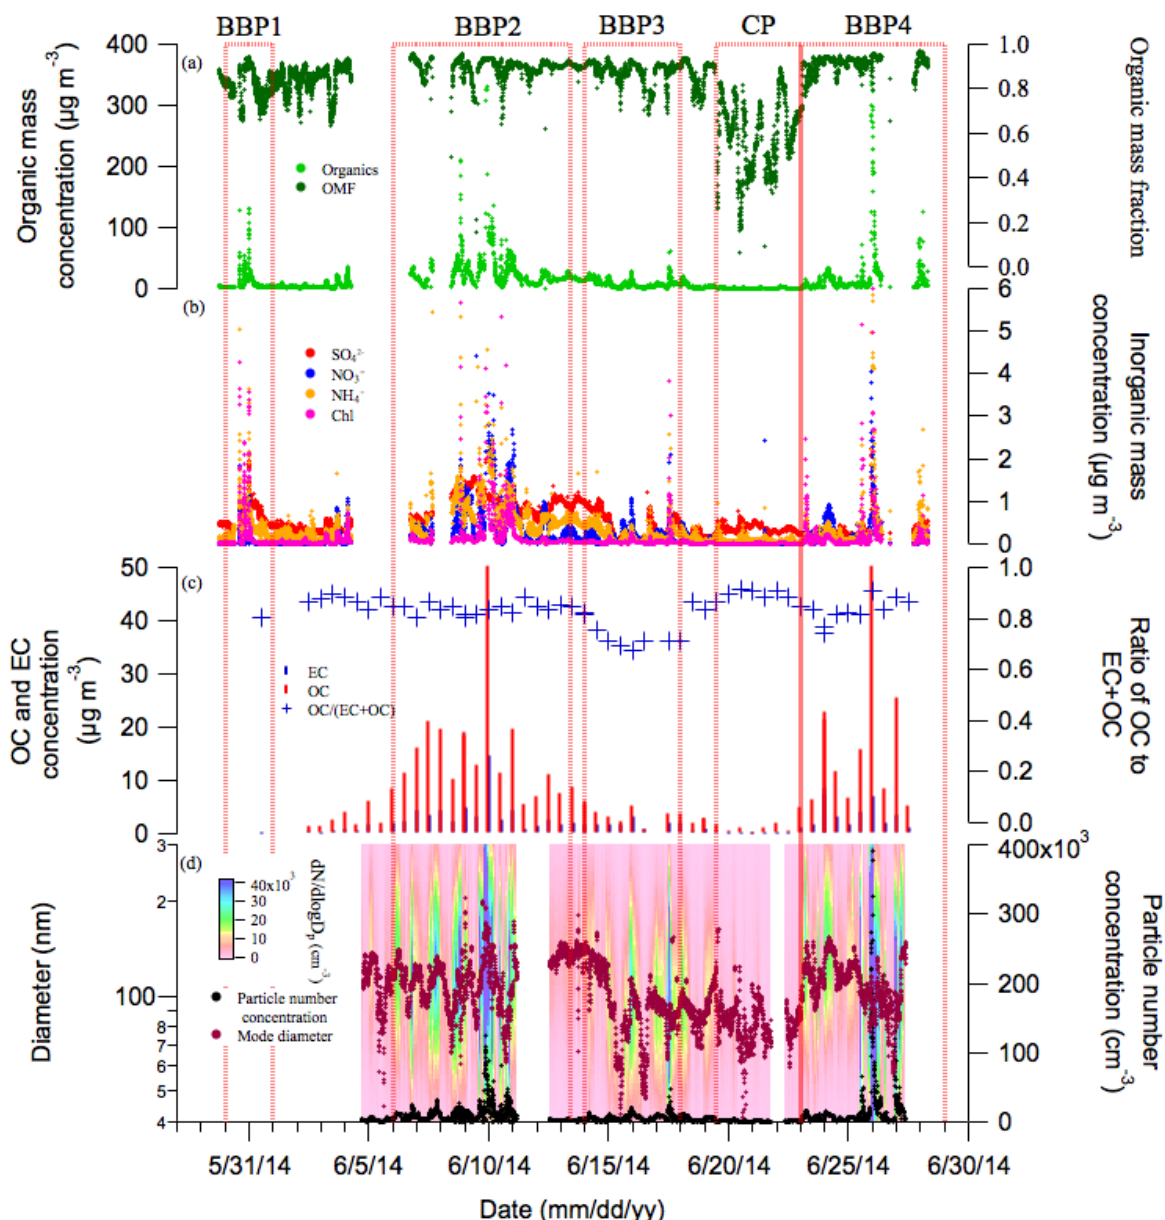 BBP1 BBP2 BBP3 CP BBP4
(a)
Organic mass
concentration (µg m⁻³)
400
300
200
100
0
Organics
OMF
1.0
0.8
0.6
0.4
0.2
0.0
Organic mass fraction
(b)
SO₄²⁻
NO₃⁻
NH₄⁺
Chl
6
5
4
3
2
1
0
Inorganic mass
concentration (µg m⁻³)
(c)
OC and EC
concentration
(µg m⁻³)
50
40
30
20
10
0
EC
OC
OC/(EC+OC)
1.0
0.8
0.6
0.4
0.2
0.0
Ratio of OC to
EC+OC
(d)
Diameter (nm)
3
2
100
8
7
6
5
4
40x10³
30
20
10
0
dN/dlogDₚ (cm⁻³)
Particle number
concentration
Mode diameter
400x10³
300
200
100
0
Particle number
concentration (cm⁻³)
5/31/14 6/5/14 6/10/14 6/15/14 6/20/14 6/25/14 6/30/14
Date (mm/dd/yy)